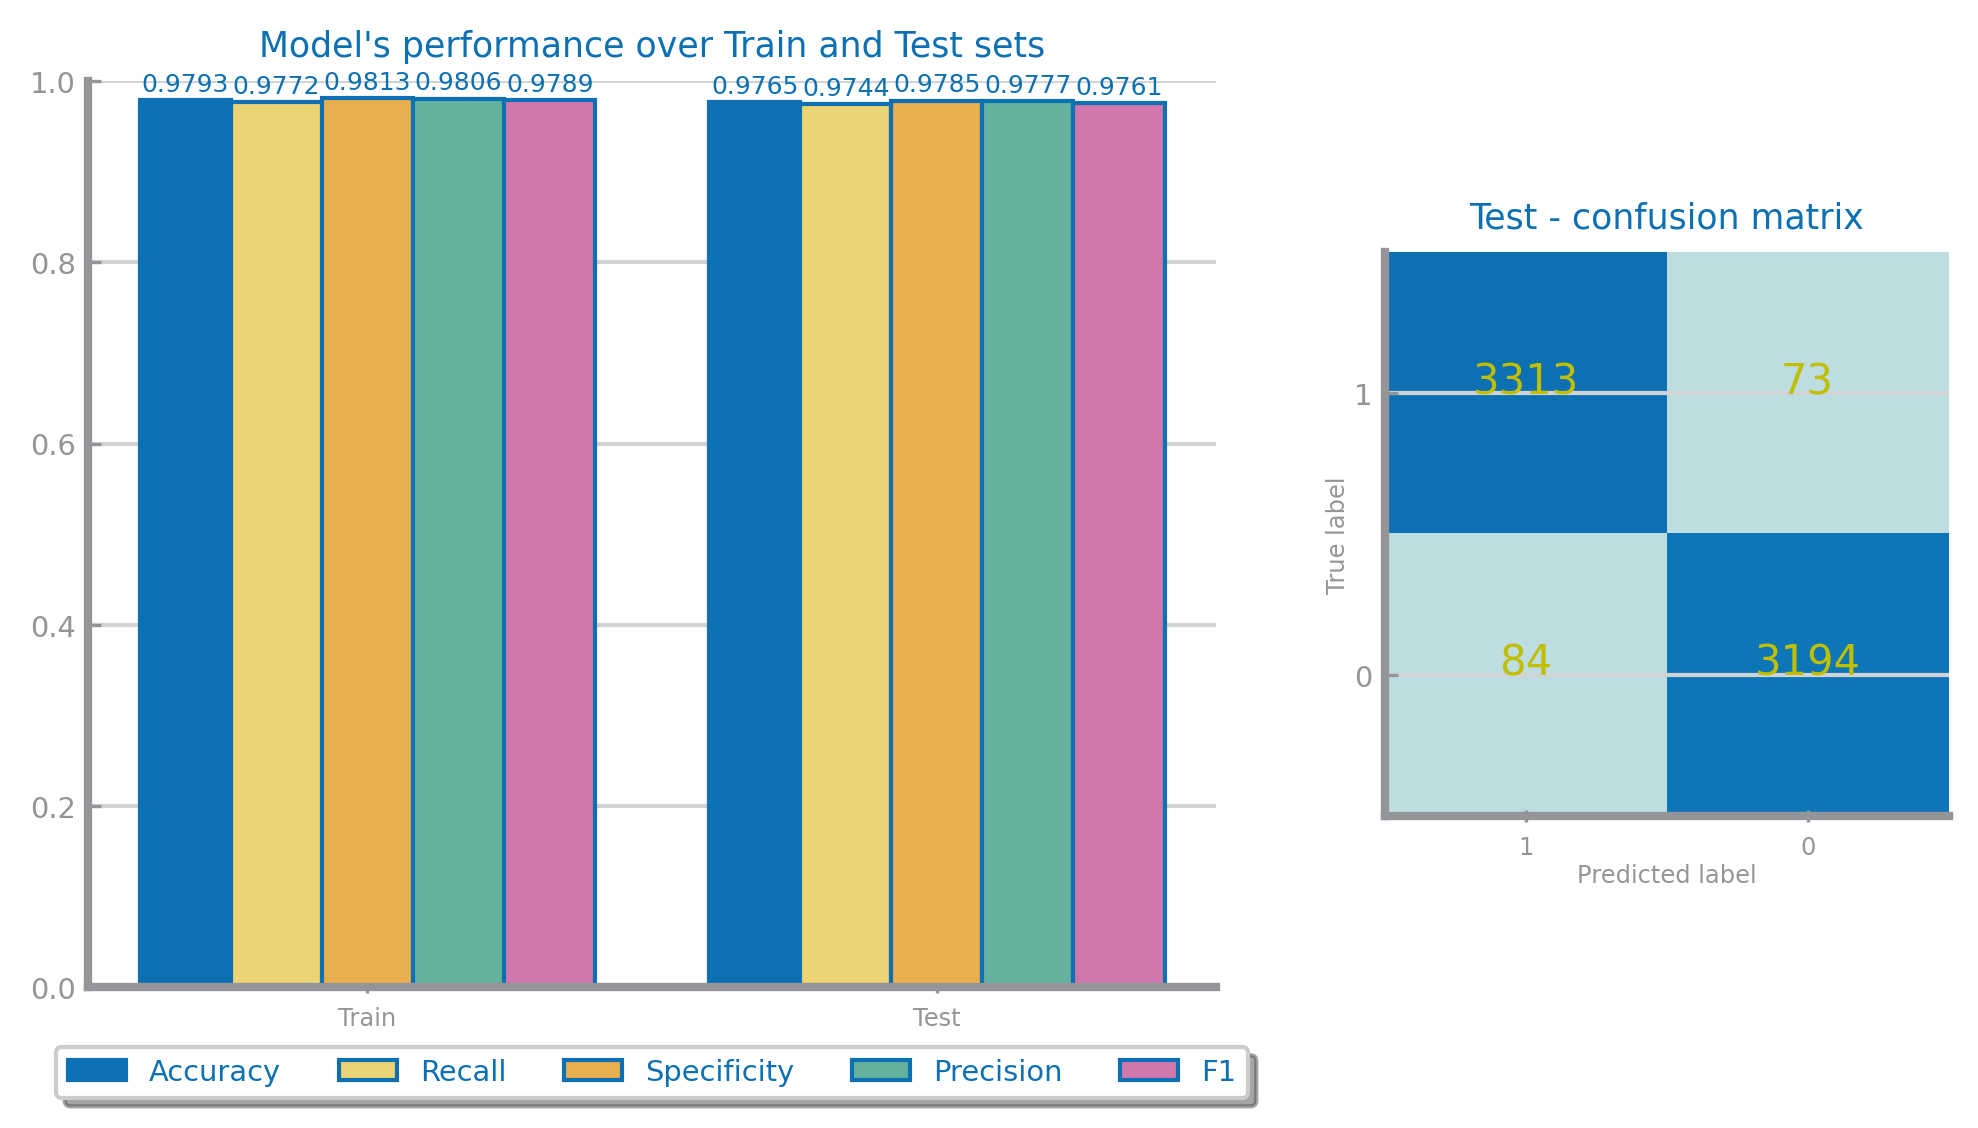 Model's performance over Train and Test sets
1.0
0.9793 0.9772 0.9813 0.9806 0.9789 0.9765 0.9744 0.9785 0.9777 0.9761
0.8
0.6
0.4
0.2
0.0
Train Test
Accuracy Recall Specificity Precision F1
Test - confusion matrix
3313 73
1
True label
84 3194
0
1 0
Predicted label